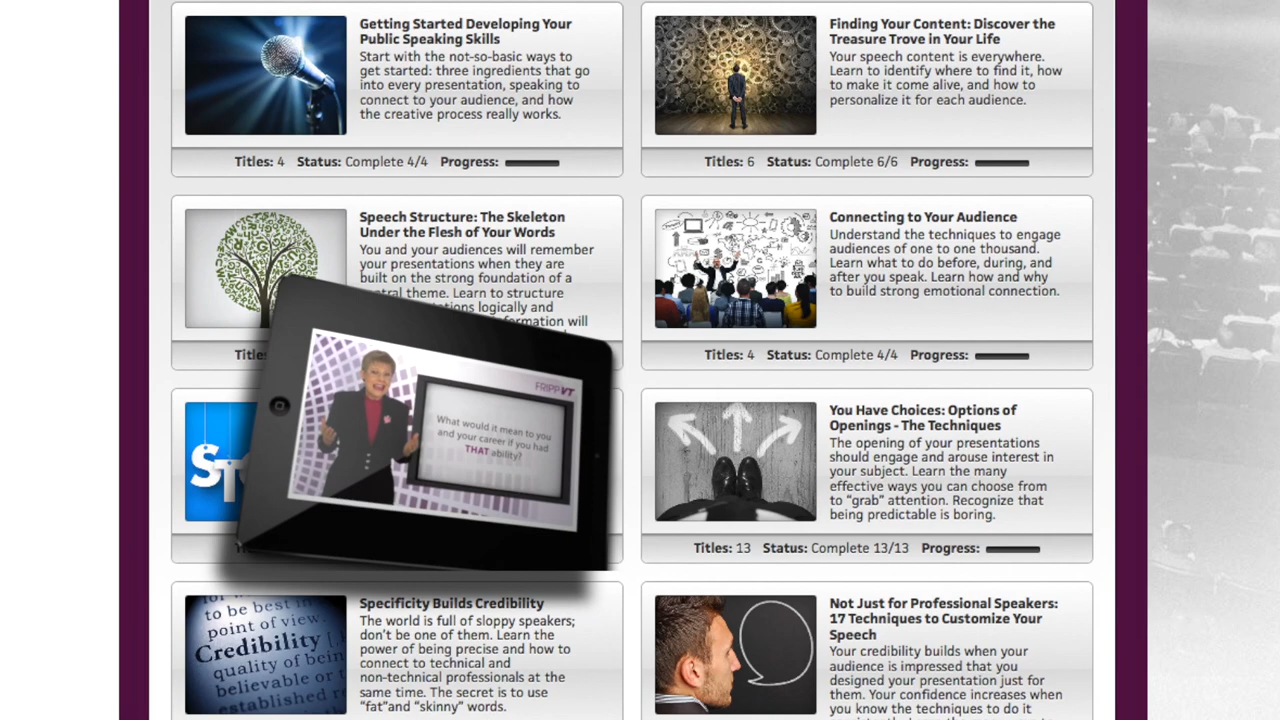 Getting Started Developing Your
Public Speaking Skills
Start with the not-so-basic ways to
get started: three ingredients that go
into every presentation, speaking to
connect to your audience, and how
the creative process really works.
Titles: 4 Status: Complete 4/4 Progress:
Finding Your Content: Discover the
Treasure Trove in Your Life
Your speech content is everywhere.
Learn to identify where to find it, how
to make it come alive, and how to
personalize it for each audience.
Titles: 6 Status: Complete 6/6 Progress:
Speech Structure: The Skeleton
Under the Flesh of Your Words
You and your audiences will remember
your presentations when they are
built on the strong foundation of a
theme. Learn to structure
logically and
will
Connecting to Your Audience
Understand the techniques to engage
audiences of one to one thousand.
Learn what to do before, during, and
after you speak. Learn how and why
to build strong emotional connection.
Titles: 4 Status: Complete 4/4 Progress:
FRIPP VT
What would it mean to you
and your career if you had
THAT ability?
You Have Choices: Options of
Openings - The Techniques
The opening of your presentations
should engage and arouse interest in
your subject. Learn the many
effective ways you can choose from
to “grab” attention. Recognize that
being predictable is boring.
Titles: 13 Status: Complete 13/13 Progress:
to be best in
point of view.
Credibility
quality of bein
believable or t
established
Specificity Builds Credibility
The world is full of sloppy speakers;
don’t be one of them. Learn the
power of being precise and how to
connect to technical and
non-technical professionals at the
same time. The secret is to use
“fat”and “skinny” words.
Not Just for Professional Speakers:
17 Techniques to Customize Your
Speech
Your credibility builds when your
audience is impressed that you
designed your presentation just for
them. Your confidence increases when
you know the techniques to do it